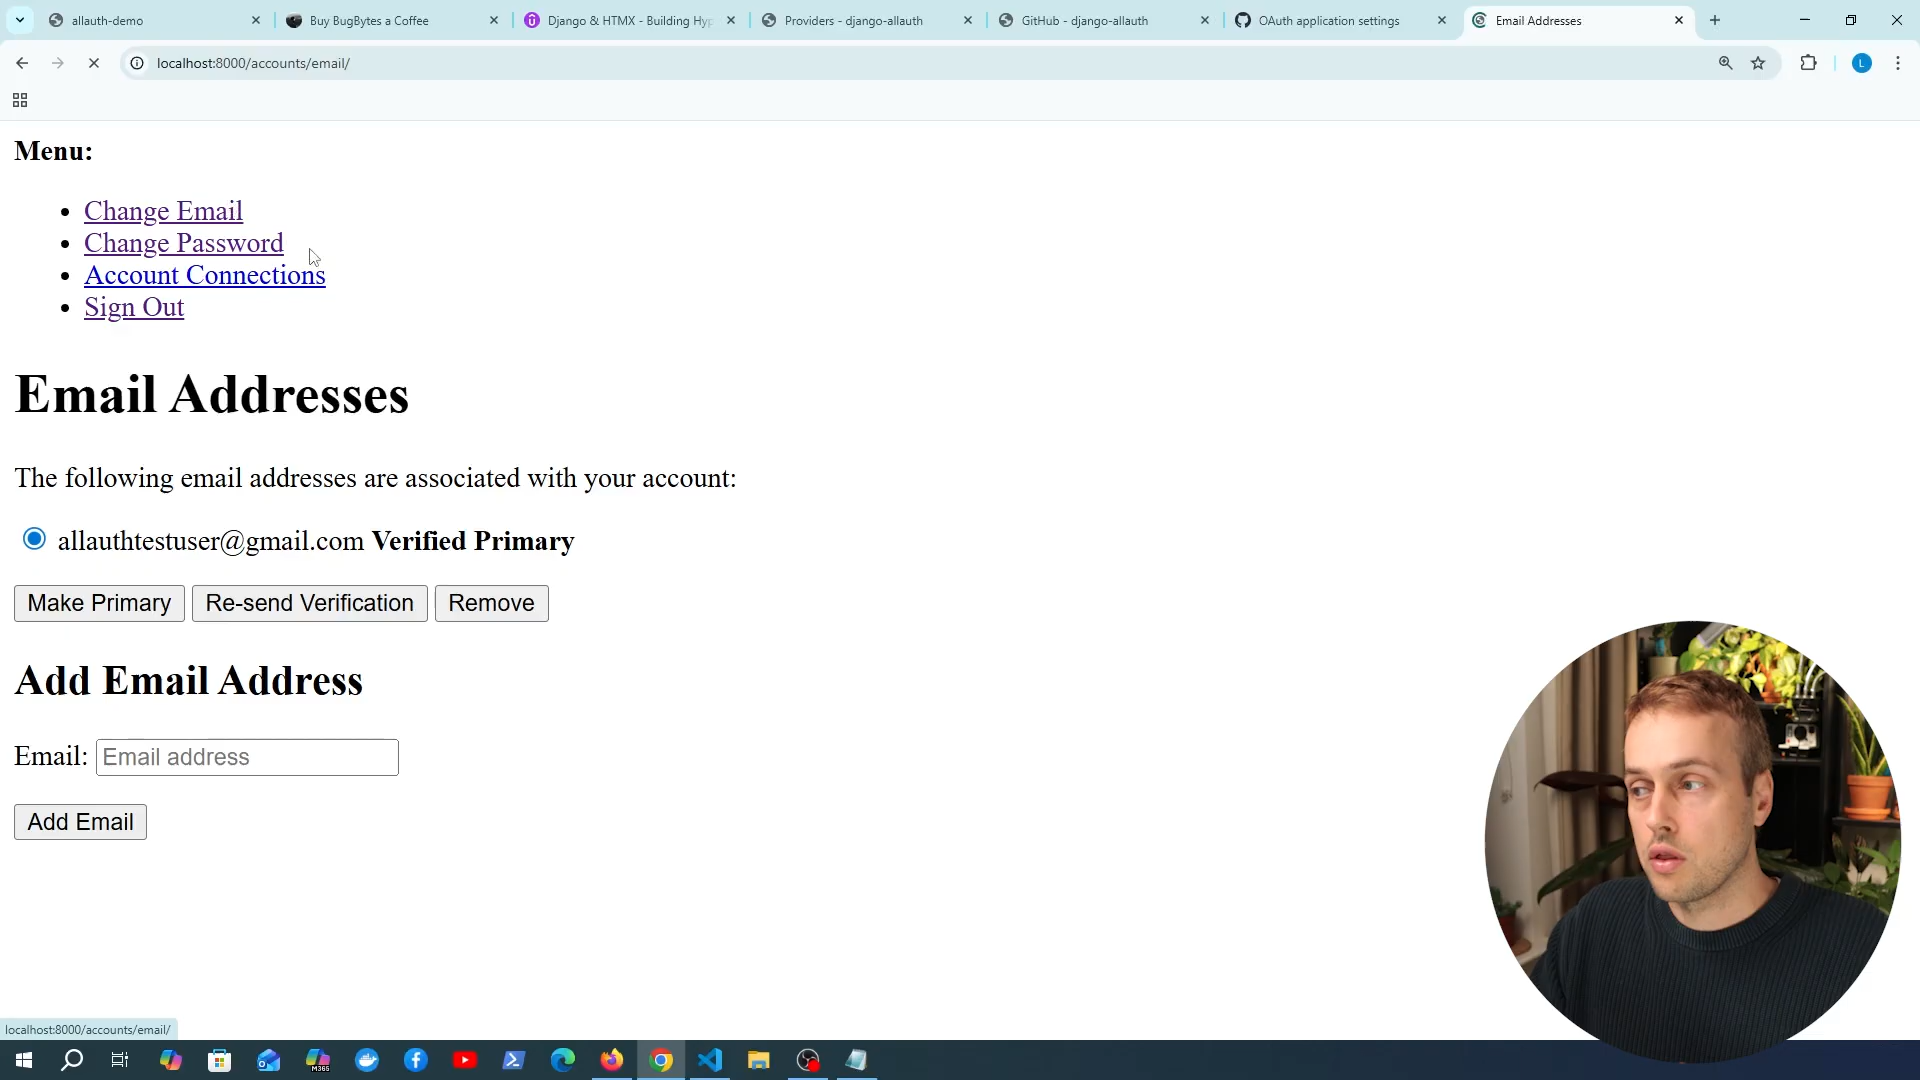 allauth-demo
Buy BugBytes a Coffee
Django & HTMX - Building Hyp
Providers - django-allauth
GitHub - django-allauth
OAuth application settings
Email Addresses
localhost:8000/accounts/email/
L
Menu:
Change Email
Change Password
Account Connections
Sign Out
Email Addresses
The following email addresses are associated with your account:
allauthtestuser@gmail.com Verified Primary
Make Primary
Re-send Verification
Remove
Add Email Address
Email: Email address
Add Email
localhost:8000/accounts/email/
M365